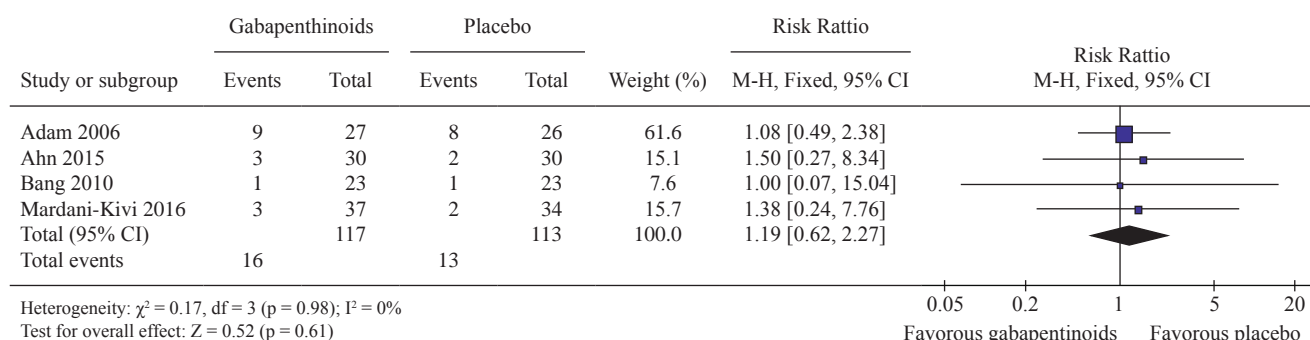 Gabapenthinoids Placebo Risk Rattio Risk Rattio
Study or subgroup Events Total Events Total Weight (%) M-H, Fixed, 95% CI M-H, Fixed, 95% CI
Adam 2006 9 27 8 26 61.6 1.08 [0.49, 2.38]
Ahn 2015 3 30 2 30 15.1 1.50 [0.27, 8.34]
Bang 2010 1 23 1 23 7.6 1.00 [0.07, 15.04]
Mardani-Kivi 2016 3 37 2 34 15.7 1.38 [0.24, 7.76]
Total (95% CI) 117 113 100.0 1.19 [0.62, 2.27]
Total events 16 13
Heterogeneity: χ² = 0.17, df = 3 (p = 0.98); I² = 0%
Test for overall effect: Z = 0.52 (p = 0.61)
0.05 0.2 1 5 20
Favorous gabapentinoids Favorous placebo